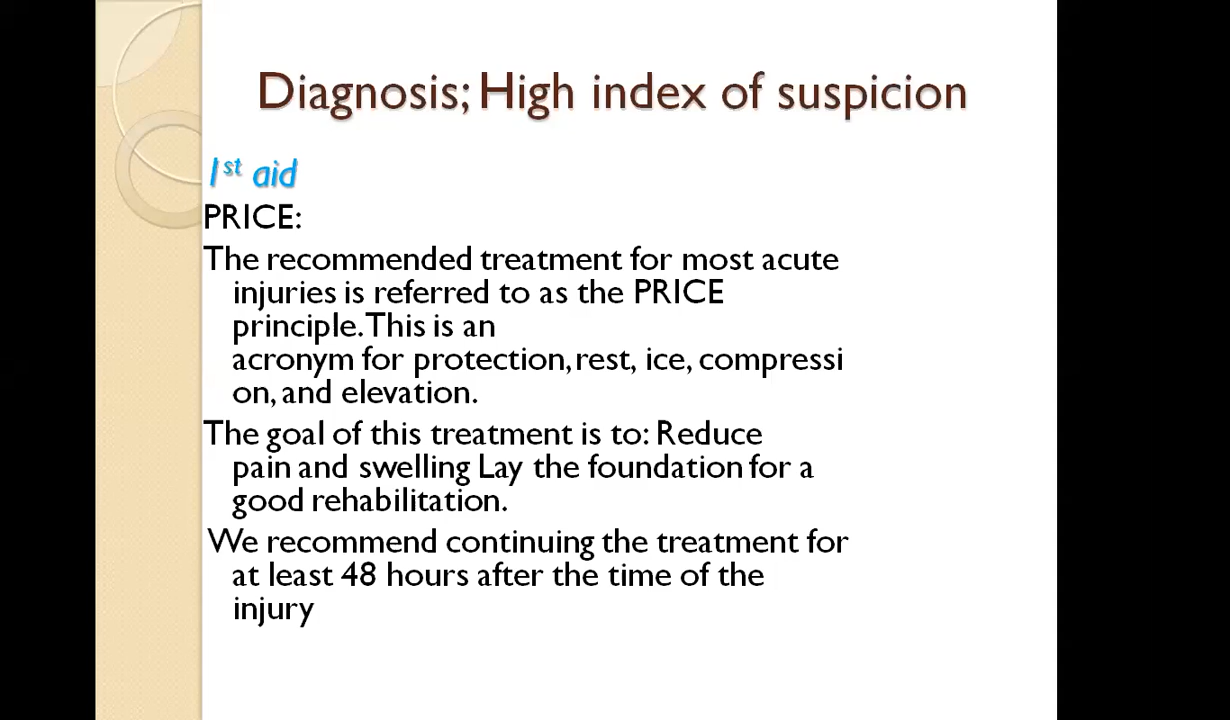 Diagnosis; High index of suspicion
1st aid
PRICE:
The recommended treatment for most acute
injuries is referred to as the PRICE
principle. This is an
acronym for protection, rest, ice, compressi
on, and elevation.
The goal of this treatment is to: Reduce
pain and swelling Lay the foundation for a
good rehabilitation.
We recommend continuing the treatment for
at least 48 hours after the time of the
injury